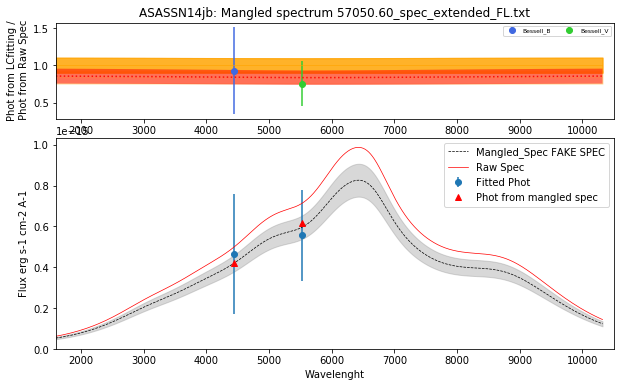 ASASSN14jb: Mangled spectrum 57050.60_spec_extended_FL.txt
Phot from LCfitting /
Phot from Raw Spec
1.5
1.0
0.5
Bessell_B
Bessell_V
2000 3000 4000 5000 6000 7000 8000 9000 10000
Flux erg s-1 cm-2 A-1
1.0
0.8
0.6
0.4
0.2
0.0
Mangled_Spec FAKE SPEC
Raw Spec
Fitted Phot
Phot from mangled spec
2000 3000 4000 5000 6000 7000 8000 9000 10000
Wavelenght